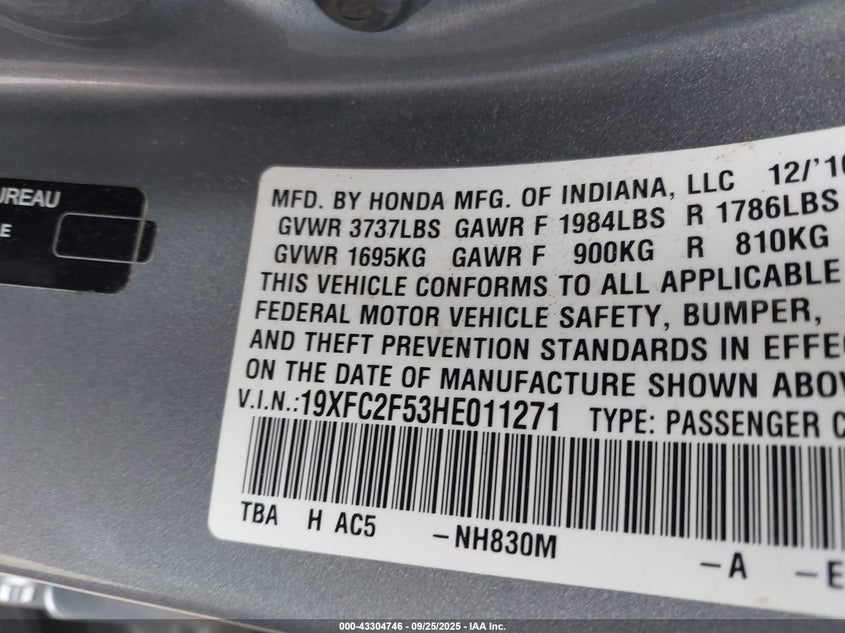 UREAU
E
MFD. BY HONDA MFG. OF INDIANA, LLC 12/'16
GVWR 3737LBS GAWR F 1984LBS R 1786LBS
GVWR 1695KG GAWR F 900KG R 810KG
THIS VEHICLE CONFORMS TO ALL APPLICABLE
FEDERAL MOTOR VEHICLE SAFETY, BUMPER,
AND THEFT PREVENTION STANDARDS IN EFFE
ON THE DATE OF MANUFACTURE SHOWN ABOV
V.I.N.:19XFC2F53HE011271 TYPE: PASSENGER C
TBA H AC5 -NH830M -A -E
000-43304746 - 09/25/2025 - IAA Inc.